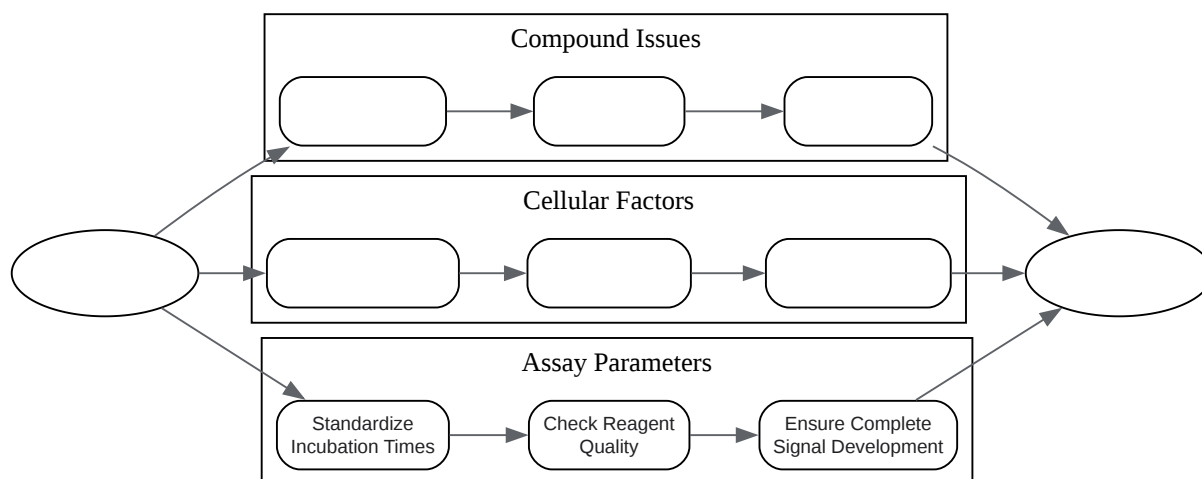 Compound Issues
Cellular Factors
Assay Parameters
Standardize
Incubation Times
Check Reagent
Quality
Ensure Complete
Signal Development